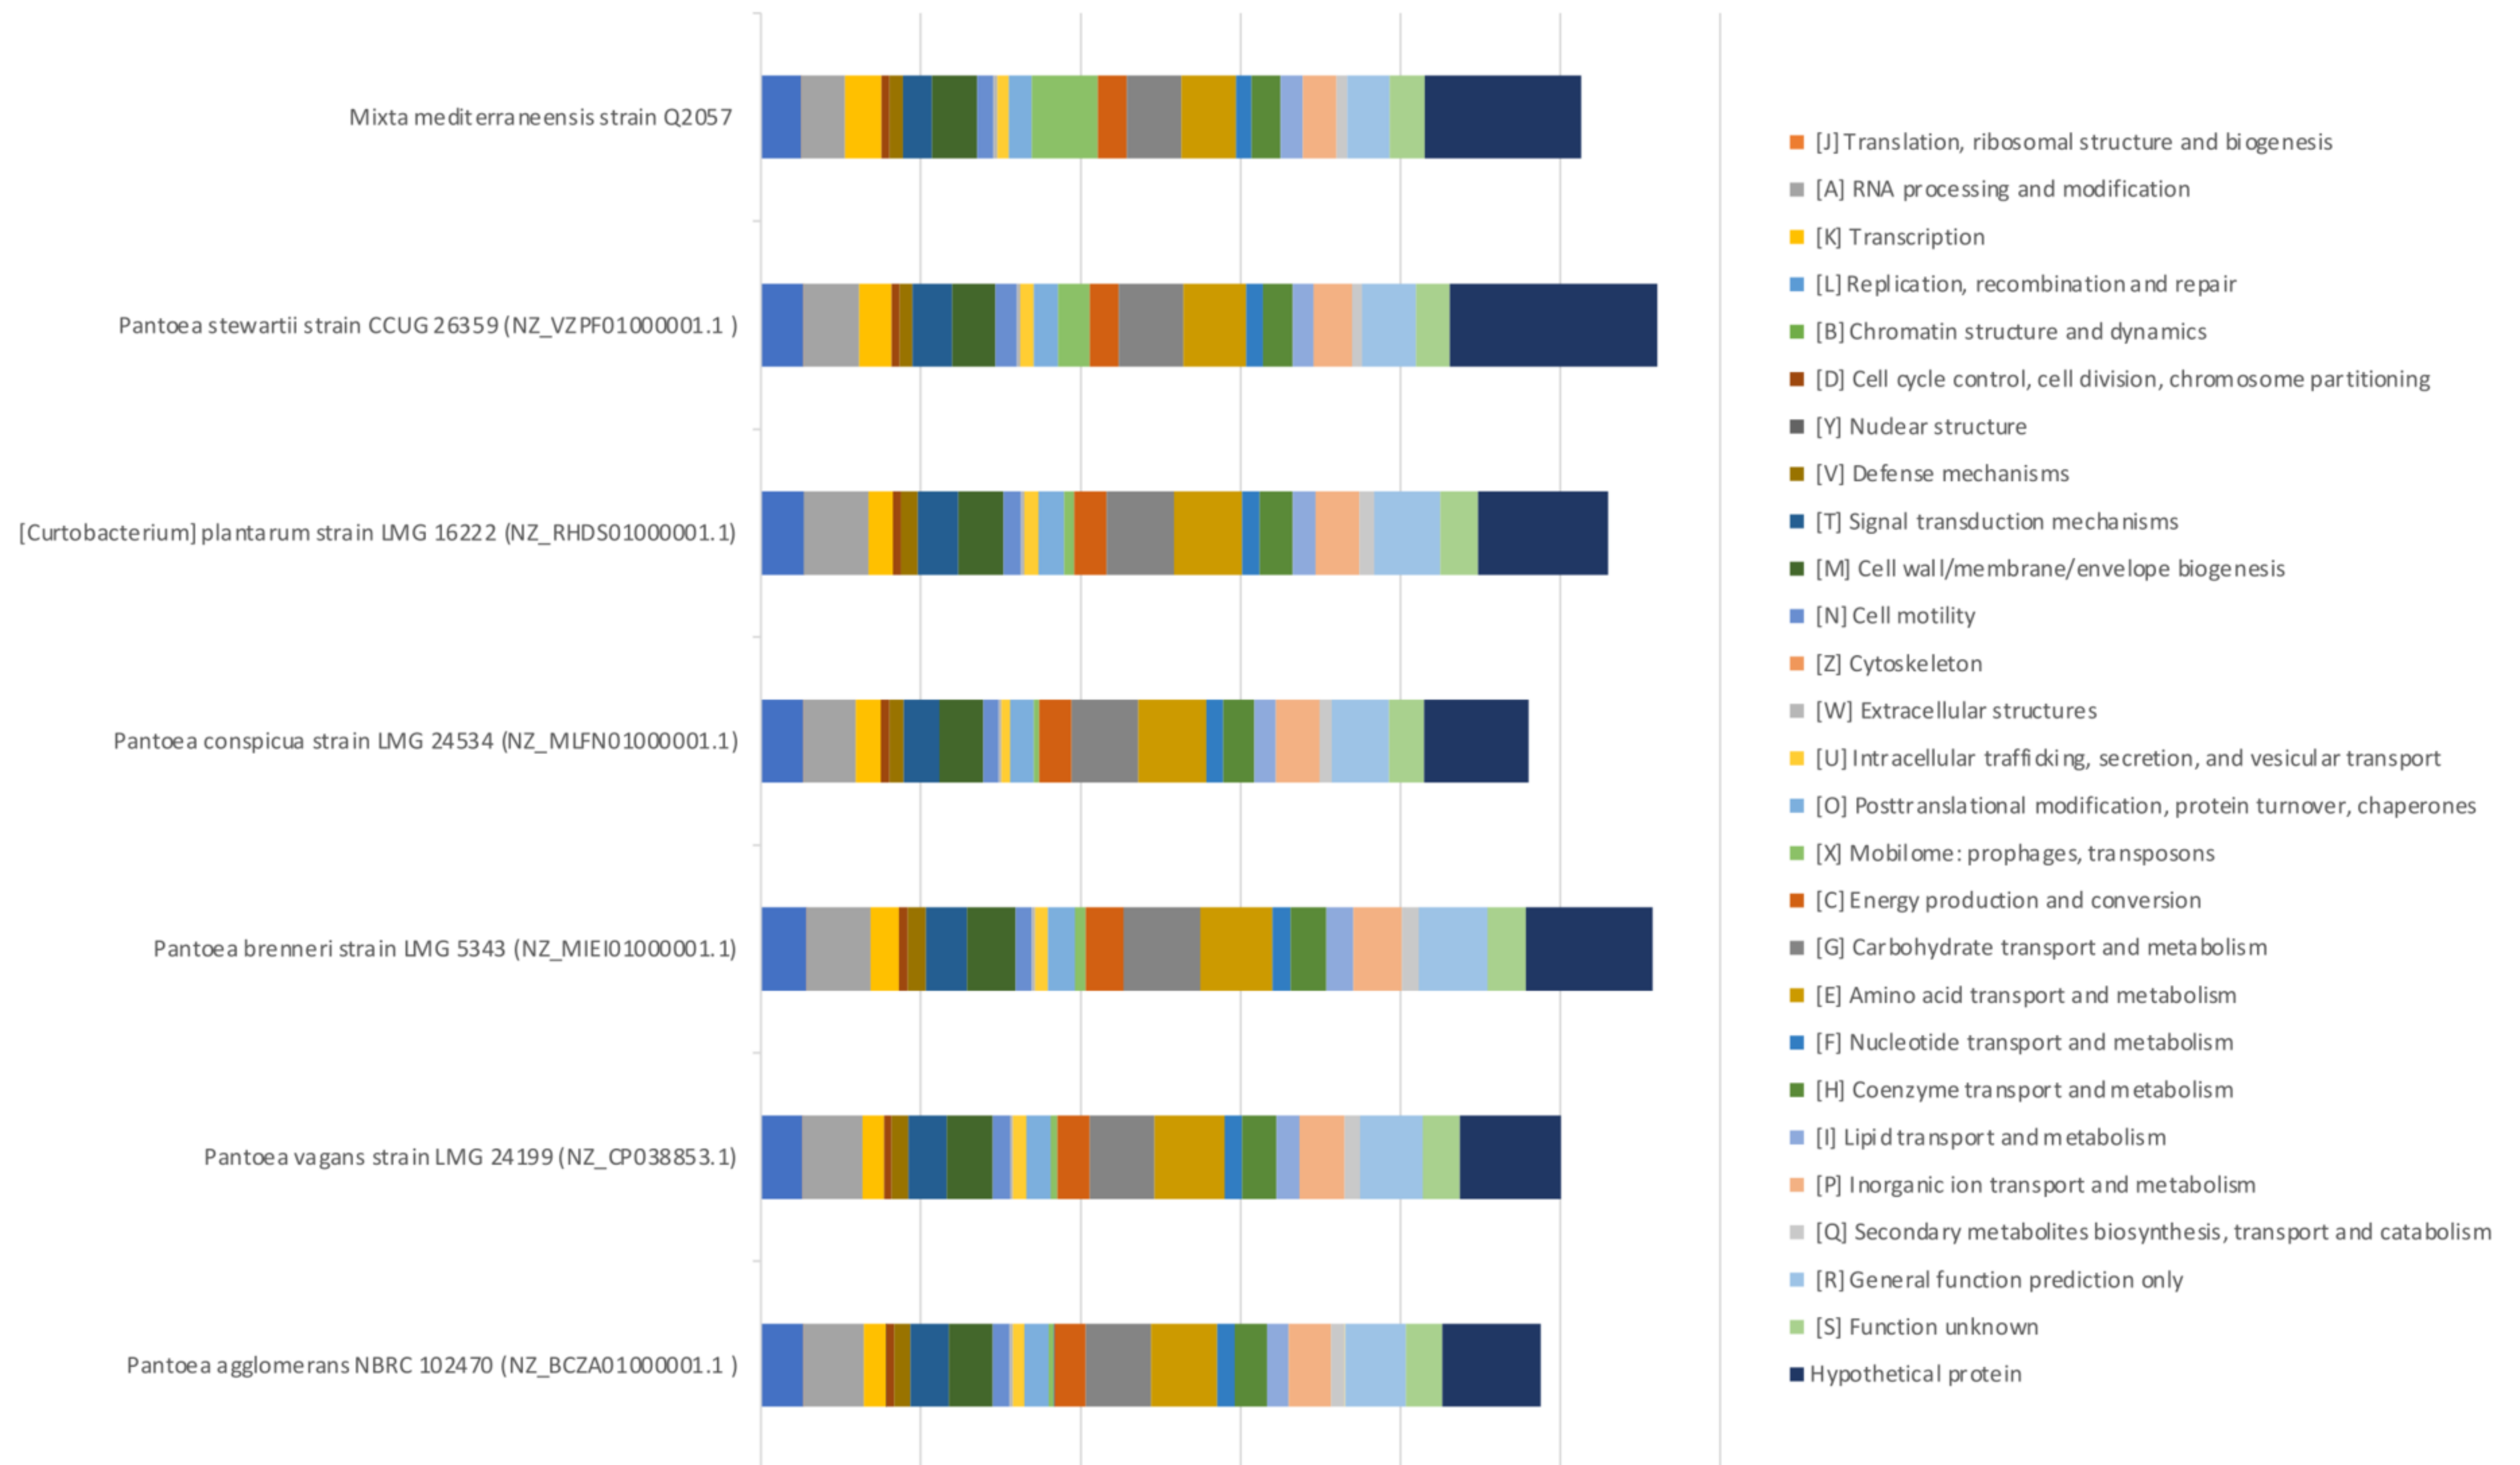 Mixta mediterraneensis strain Q2057
Pantoea stewartii strain CCUG 26359 (NZ_VZPF01000001.1 )
[Curtobacterium] plantarum strain LMG 16222 (NZ_RHDS01000001.1)
Pantoea conspicua strain LMG 24534 (NZ_MLFN01000001.1)
Pantoea brenneri strain LMG 5343 (NZ_MIEI01000001.1)
Pantoea vagans strain LMG 24199 (NZ_CP038853.1)
Pantoea agglomerans NBRC 102470 (NZ_BCZA01000001.1 )
[J] Translation, ribosomal structure and biogenesis
[A] RNA processing and modification
[K] Transcription
[L] Replication, recombination and repair
[B] Chromatin structure and dynamics
[D] Cell cycle control, cell division, chromosome partitioning
[Y] Nuclear structure
[V] Defense mechanisms
[T] Signal transduction mechanisms
[M] Cell wall/membrane/envelope biogenesis
[N] Cell motility
[Z] Cytoskeleton
[W] Extracellular structures
[U] Intracellular trafficking, secretion, and vesicular transport
[O] Posttranslational modification, protein turnover, chaperones
[X] Mobilome: prophages, transposons
[C] Energy production and conversion
[G] Carbohydrate transport and metabolism
[E] Amino acid transport and metabolism
[F] Nucleotide transport and metabolism
[H] Coenzyme transport and metabolism
[I] Lipid transport and metabolism
[P] Inorganic ion transport and metabolism
[Q] Secondary metabolites biosynthesis, transport and catabolism
[R] General function prediction only
[S] Function unknown
Hypothetical protein